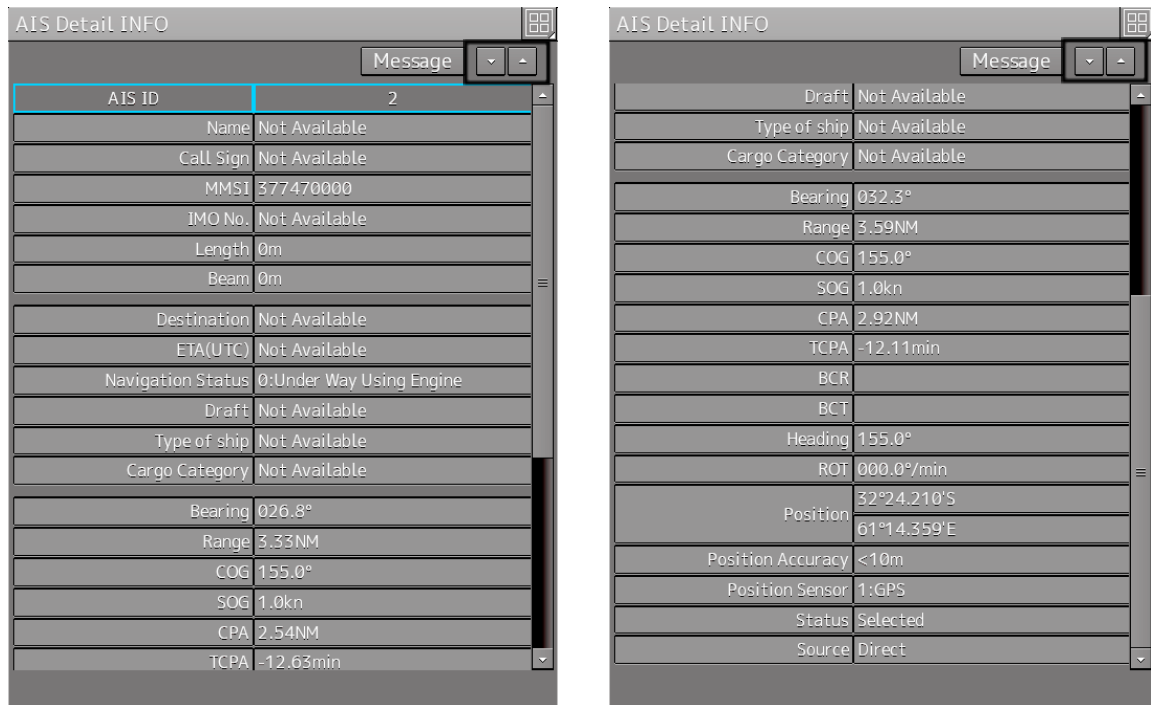 AIS Detail INFO
Message
AIS ID 2
Name Not Available
Call Sign Not Available
MMSI 377470000
IMO No. Not Available
Length 0m
Beam 0m
Destination Not Available
ETA(UTC) Not Available
Navigation Status 0:Under Way Using Engine
Draft Not Available
Type of ship Not Available
Cargo Category Not Available
Bearing 026.8°
Range 3.33NM
COG 155.0°
SOG 1.0kn
CPA 2.54NM
TCPA -12.63min
AIS Detail INFO
Message
Draft Not Available
Type of ship Not Available
Cargo Category Not Available
Bearing 032.3°
Range 3.59NM
COG 155.0°
SOG 1.0kn
CPA 2.92NM
TCPA -12.11min
BCR
BCT
Heading 155.0°
ROT 000.0°/min
Position 32°24.210'S
61°14.359'E
Position Accuracy <10m
Position Sensor 1:GPS
Status Selected
Source Direct